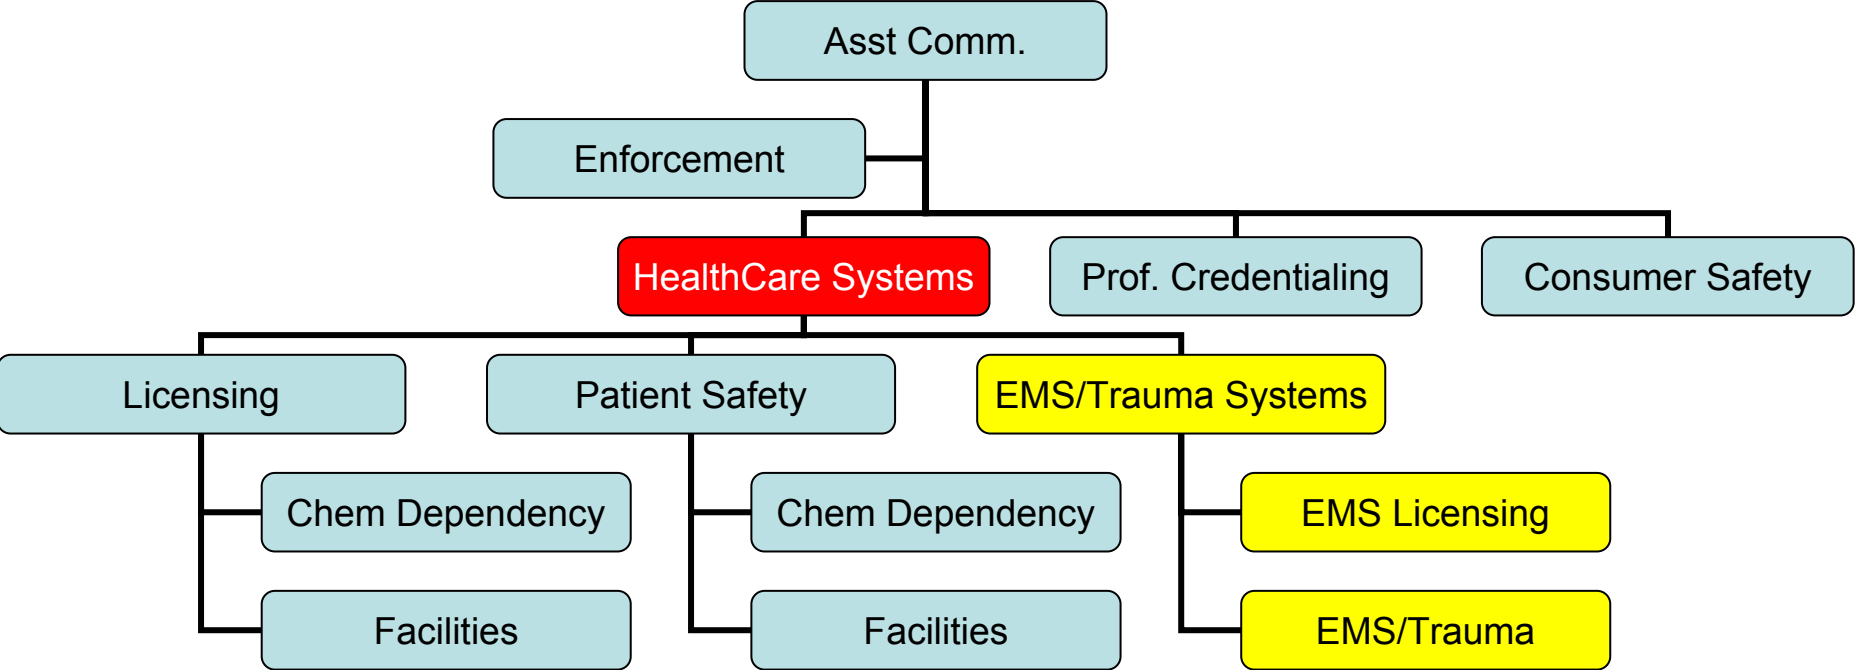 Asst Comm.
Enforcement
HealthCare Systems
Prof. Credentialing
Consumer Safety
Licensing
Patient Safety
EMS/Trauma Systems
Chem Dependency
Chem Dependency
EMS Licensing
Facilities
Facilities
EMS/Trauma